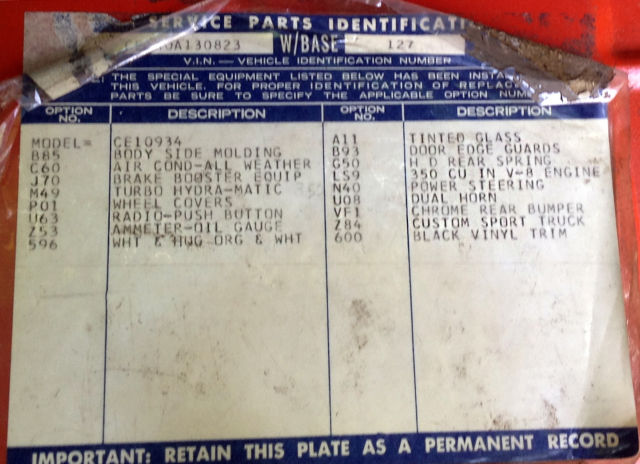 SERVICE PARTS IDENTIFICATI
0A130823 W/BASE 127
V.I.N. — VEHICLE IDENTIFICATION NUMBER
THE SPECIAL EQUIPMENT LISTED BELOW HAS BEEN INSTA
THIS VEHICLE. FOR PROPER IDENTIFICATION OF REPLACE
PARTS BE SURE TO SPECIFY THE APPLICABLE OPTION NUM
OPTION NO. DESCRIPTION OPTION NO. DESCRIPTION
MODEL= CE10934 A11 TINTED GLASS
B85 BODY SIDE MOLDING B93 DOOR EDGE GUARDS
C60 AIR COND-ALL WEATHER G50 H D REAR SPRING
J70 BRAKE BOOSTER EQUIP LS9 350 CU IN V-8 ENGINE
M49 TURBO HYDRA-MATIC N40 POWER STEERING
P01 WHEEL COVERS U08 DUAL HORN
U63 RADIO-PUSH BUTTON VF1 CHROME REAR BUMPER
Z53 AMMETER-OIL GAUGE Z84 CUSTOM SPORT TRUCK
596 WHT & HUG ORG & WHT 600 BLACK VINYL TRIM
IMPORTANT: RETAIN THIS PLATE AS A PERMANENT RECORD